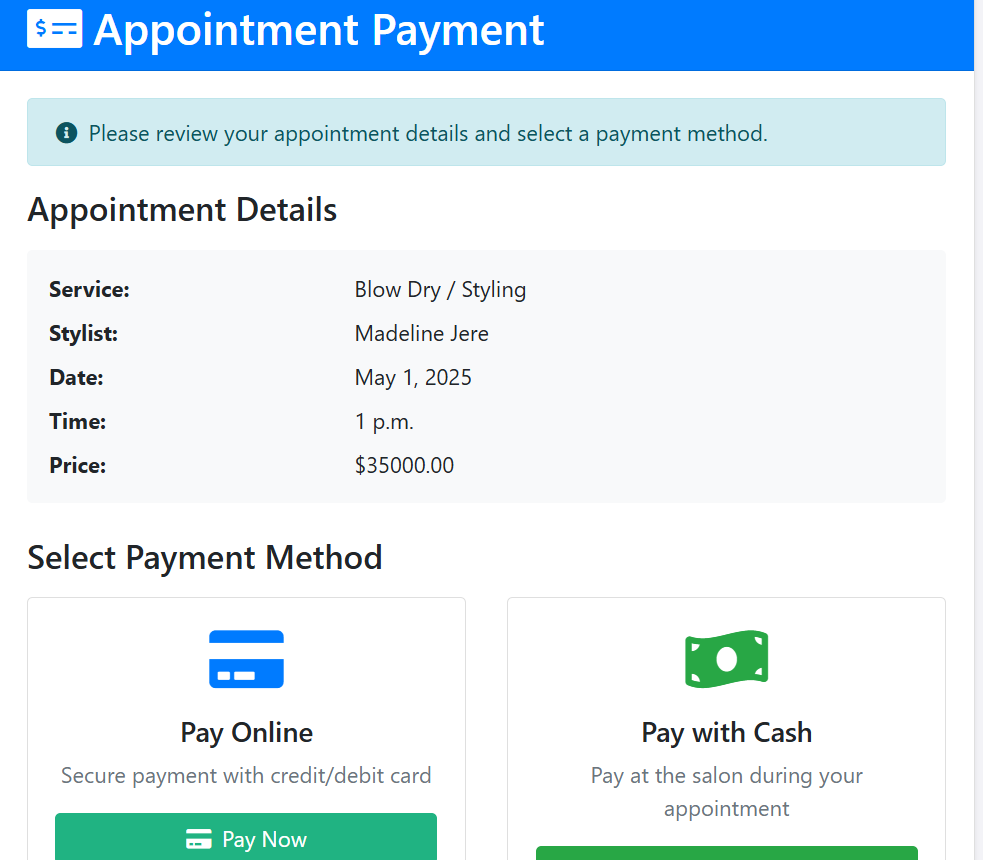 Appointment Payment
Please review your appointment details and select a payment method.
Appointment Details
Service: Blow Dry / Styling
Stylist: Madeline Jere
Date: May 1, 2025
Time: 1 p.m.
Price: $35000.00
Select Payment Method
Pay Online
Secure payment with credit/debit card
Pay Now
Pay with Cash
Pay at the salon during your
appointment